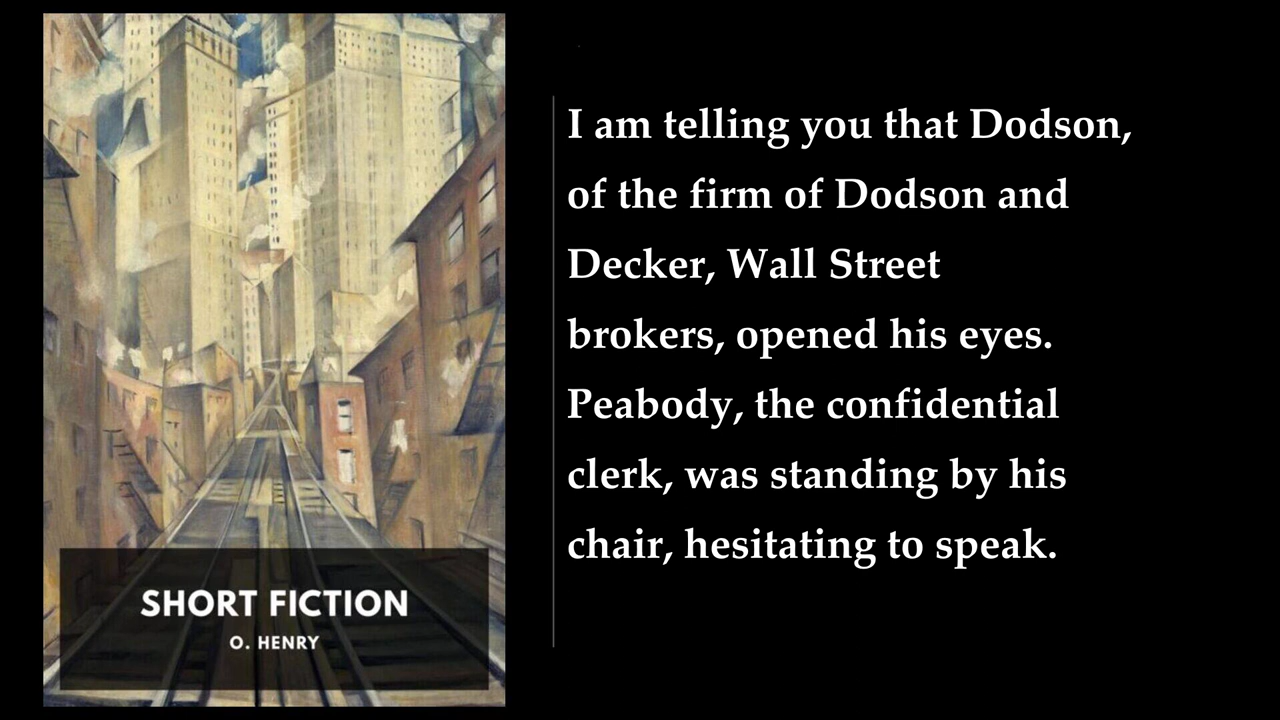 I am telling you that Dodson,
of the firm of Dodson and
Decker, Wall Street
brokers, opened his eyes.
Peabody, the confidential
clerk, was standing by his
chair, hesitating to speak.
SHORT FICTION
O. HENRY